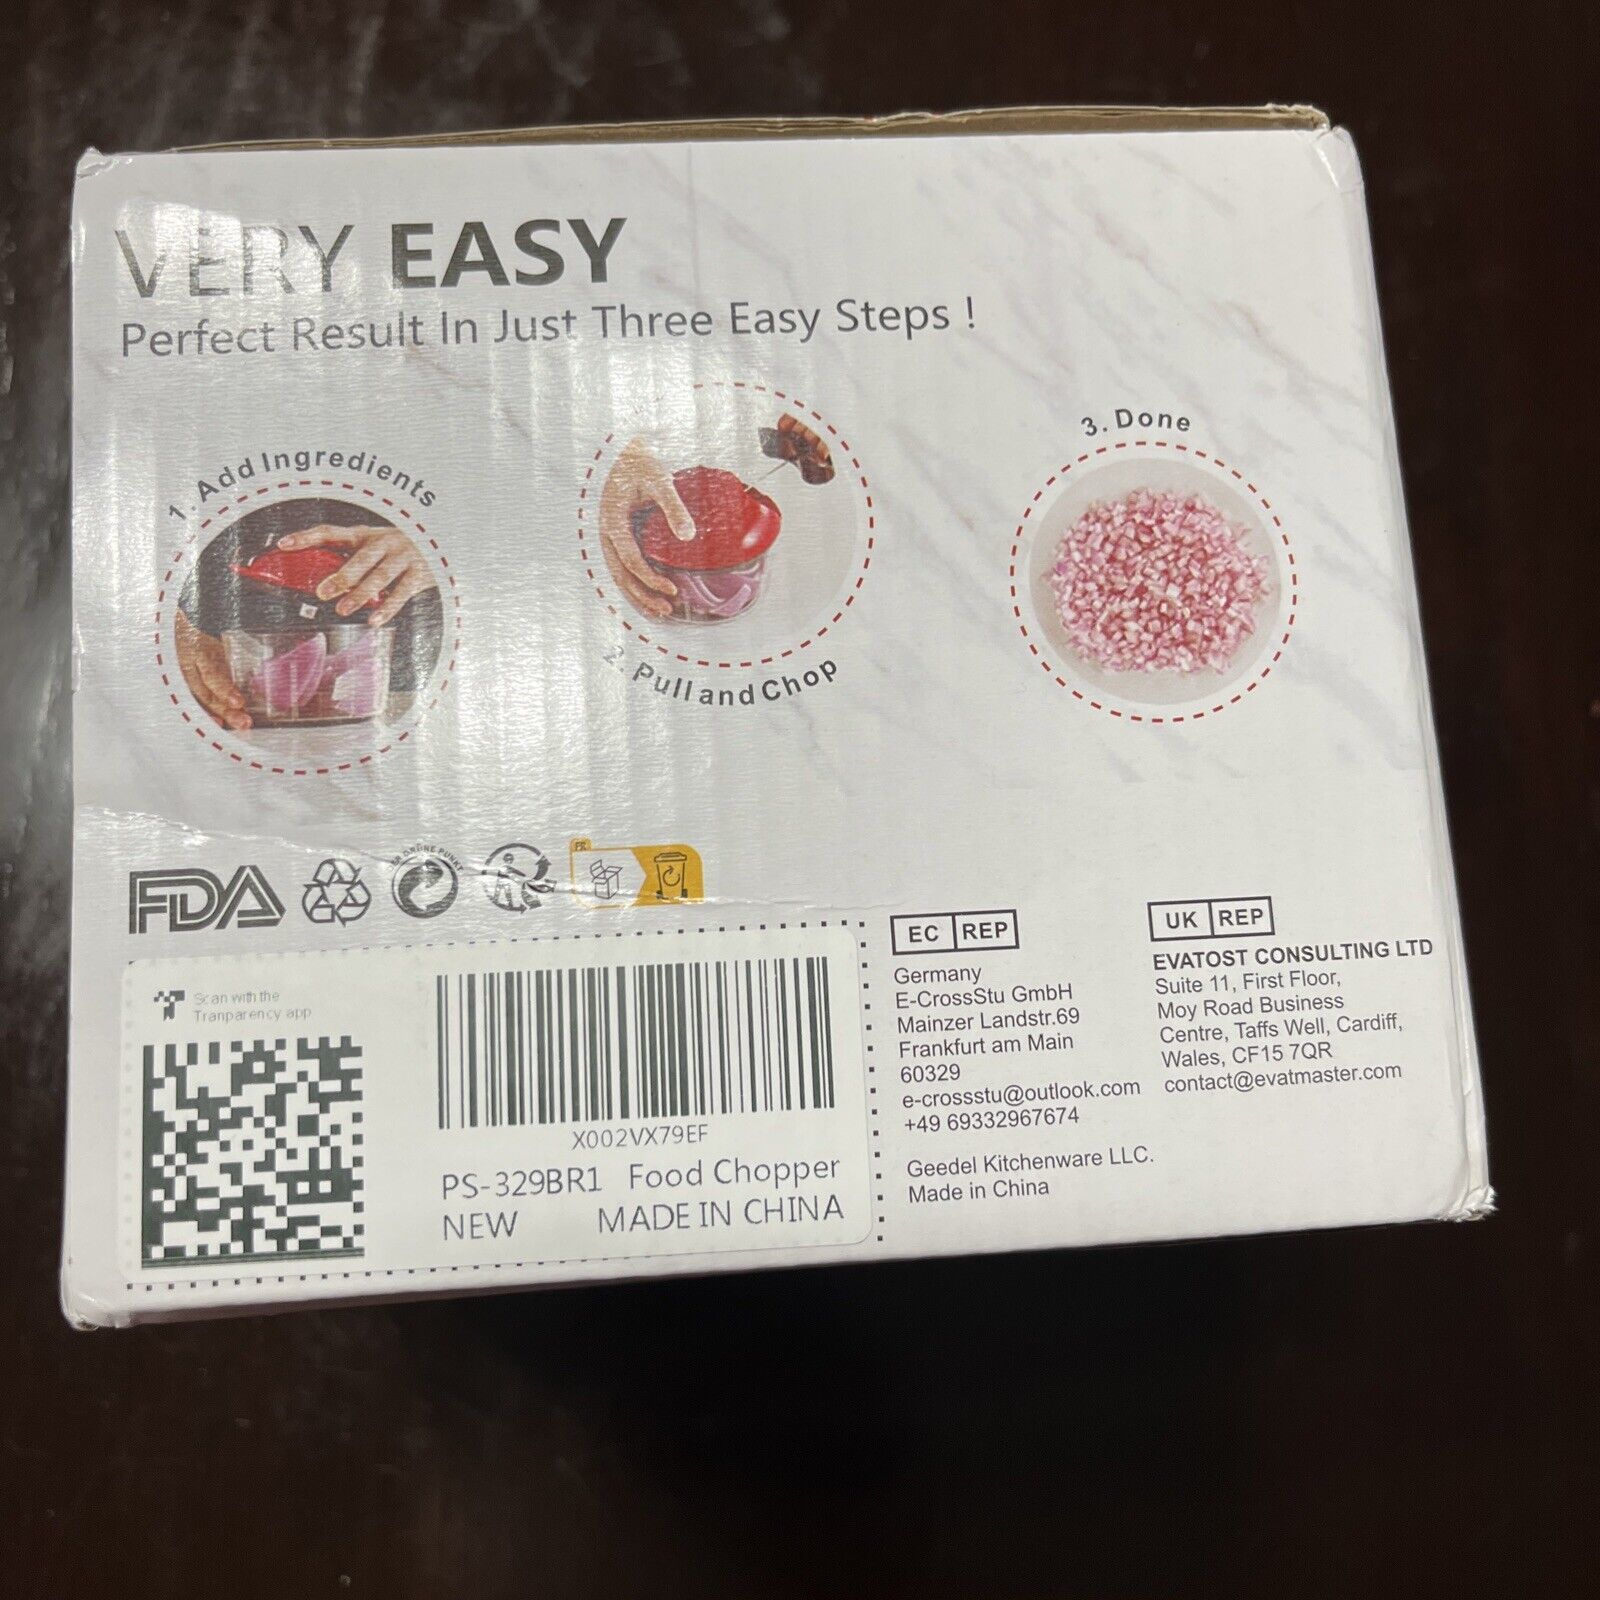 VERY EASY
Perfect Result In Just Three Easy Steps !
1. Add Ingredients
2. Pull and Chop
3. Done
FDA
DER GRÜNE PUNKT
FR
Scan with the
Tranparency app
X002VX79EF
PS-329BR1 Food Chopper
NEW MADE IN CHINA
EC REP
Germany
E-CrossStu GmbH
Mainzer Landstr.69
Frankfurt am Main
60329
e-crossstu@outlook.com
+49 69332967674
Geedel Kitchenware LLC.
Made in China
UK REP
EVATOST CONSULTING LTD
Suite 11, First Floor,
Moy Road Business
Centre, Taffs Well, Cardiff,
Wales, CF15 7QR
contact@evatmaster.com